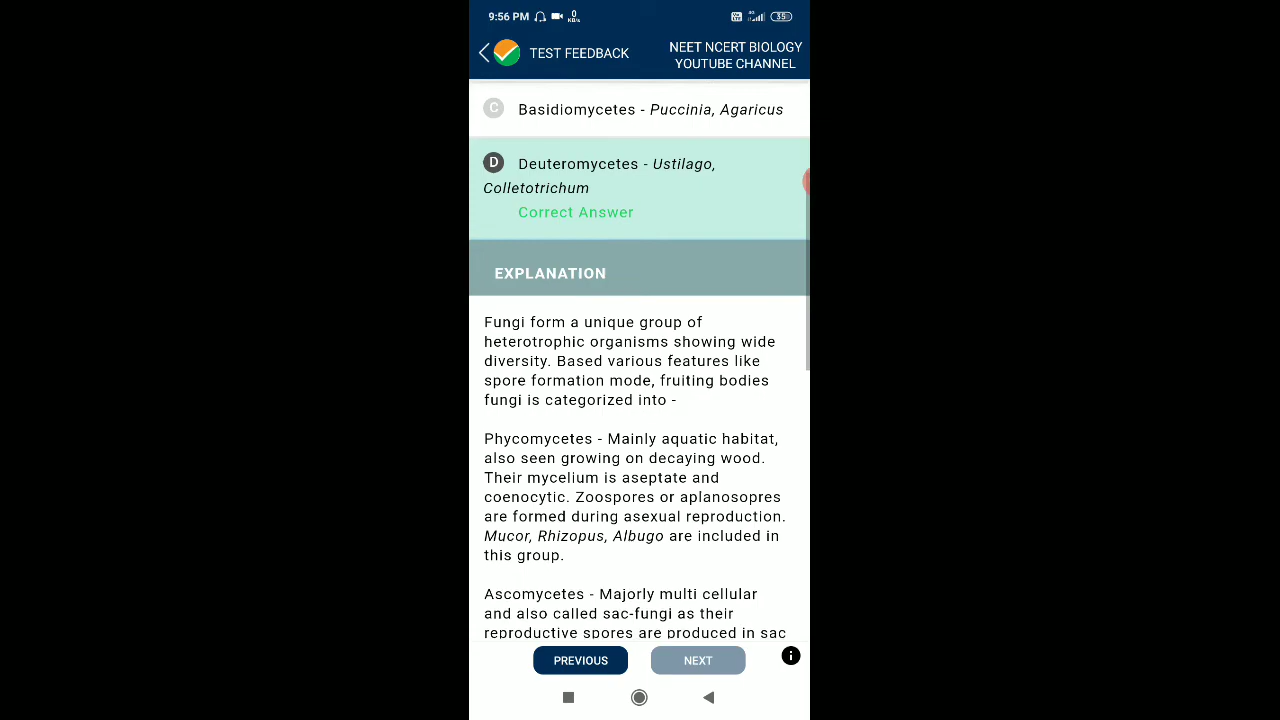 9:56 PM 0 KB/s 4G 35
TEST FEEDBACK
NEET NCERT BIOLOGY
YOUTUBE CHANNEL
C Basidiomycetes - Puccinia, Agaricus
D Deuteromycetes - Ustilago,
Colletotrichum
Correct Answer
EXPLANATION
Fungi form a unique group of
heterotrophic organisms showing wide
diversity. Based various features like
spore formation mode, fruiting bodies
fungi is categorized into -
Phycomycetes - Mainly aquatic habitat,
also seen growing on decaying wood.
Their mycelium is aseptate and
coenocytic. Zoospores or aplanosopres
are formed during asexual reproduction.
Mucor, Rhizopus, Albugo are included in
this group.
Ascomycetes - Majorly multi cellular
and also called sac-fungi as their
reproductive spores are produced in sac
PREVIOUS
NEXT